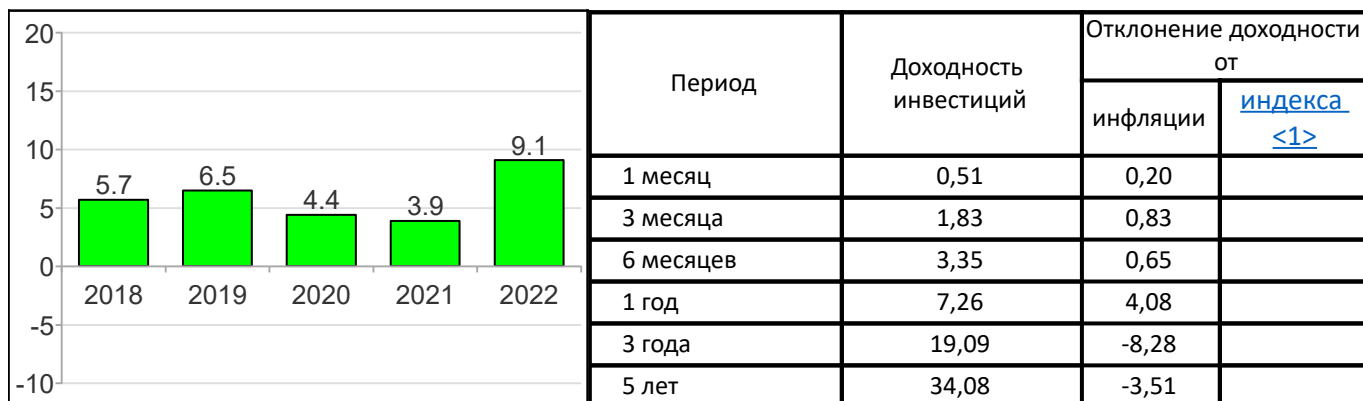 20
15
10
5
0
-5
-10
5.7
6.5
4.4
3.9
9.1
2018 2019 2020 2021 2022
Период
Доходность
инвестиций
Отклонение доходности
от
инфляции
индекса
<1>
1 месяц 0,51 0,20
3 месяца 1,83 0,83
6 месяцев 3,35 0,65
1 год 7,26 4,08
3 года 19,09 -8,28
5 лет 34,08 -3,51